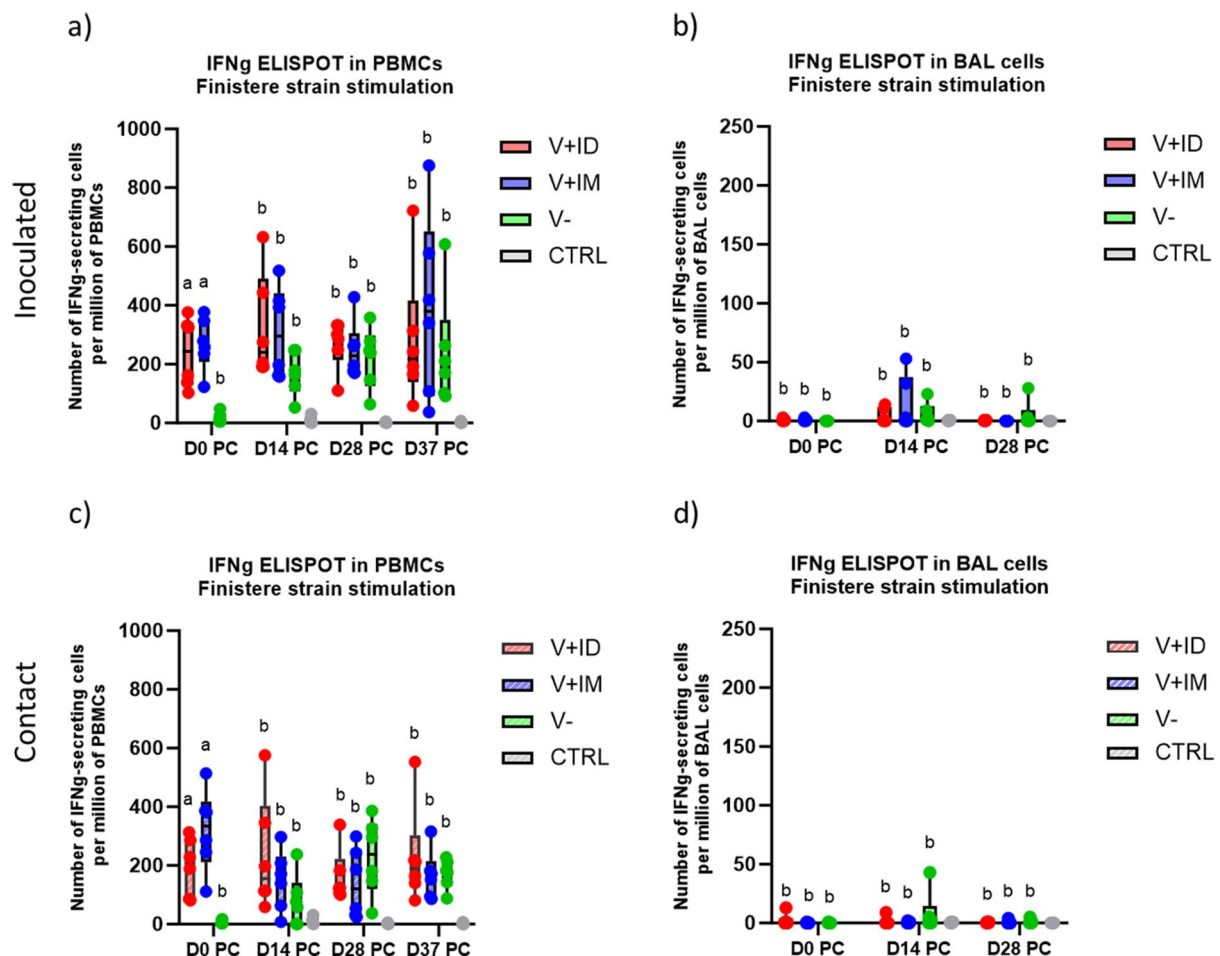 a)
IFNg ELISPOT in PBMCs
Finistere strain stimulation
Inoculated
Number of IFNg-secreting cells
per million of PBMCs
1000
800
600
400
200
0
a a b
b b b
b b b
b b b
D0 PC D14 PC D28 PC D37 PC
V+ID
V+IM
V-
CTRL
b)
IFNg ELISPOT in BAL cells
Finistere strain stimulation
Number of IFNg-secreting cells
per million of BAL cells
250
200
150
100
50
0
b b b
b b b
b b b
D0 PC D14 PC D28 PC
V+ID
V+IM
V-
CTRL
c)
IFNg ELISPOT in PBMCs
Finistere strain stimulation
Contact
Number of IFNg-secreting cells
per million of PBMCs
1000
800
600
400
200
0
a a b
b b b
b b b
b b b
D0 PC D14 PC D28 PC D37 PC
V+ID
V+IM
V-
CTRL
d)
IFNg ELISPOT in BAL cells
Finistere strain stimulation
Number of IFNg-secreting cells
per million of BAL cells
250
200
150
100
50
0
b b b
b b b
b b b
D0 PC D14 PC D28 PC
V+ID
V+IM
V-
CTRL